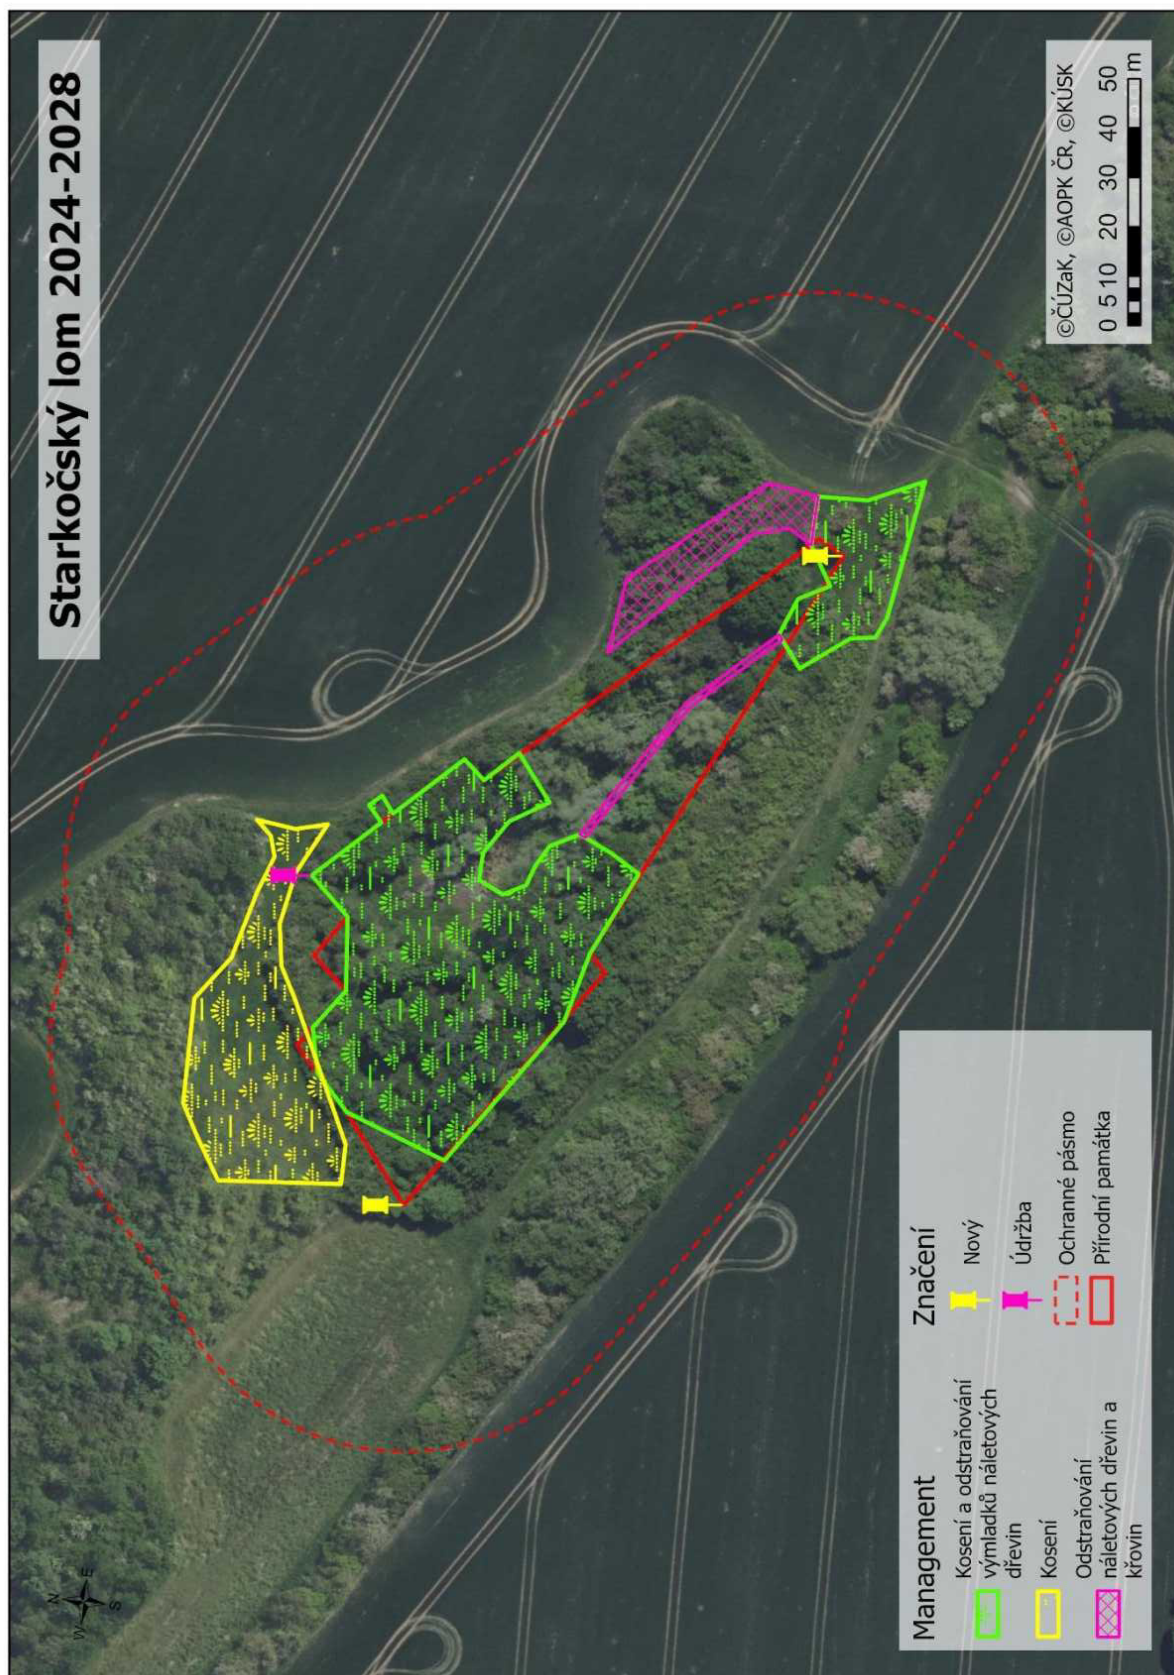 Starkočský lom 2024-2028
N
W
E
S
Management
Kosení a odstraňování
výmladků náletových
dřevin
Kosení
Odstraňování
náletových dřevin a
křovin
Značení
Nový
Údržba
Ochranné pásmo
Přírodní památka
©ČÚZaK, ©AOPK ČR, ©KÚSK
0 5 10 20 30 40 50
m